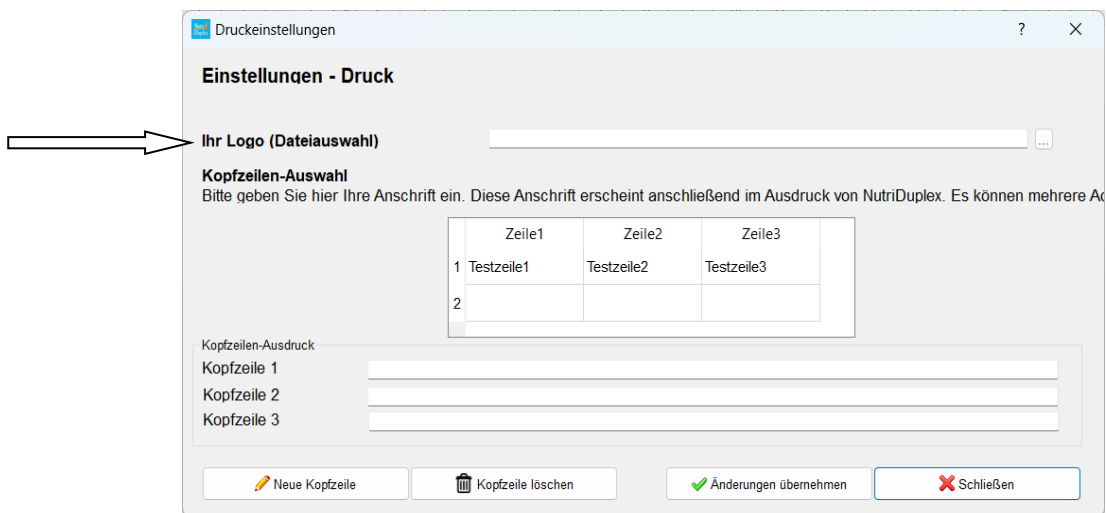 Druckeinstellungen ?
Einstellungen - Druck
Ihr Logo (Dateiauswahl) ...
Kopfzeilen-Auswahl
Bitte geben Sie hier Ihre Anschrift ein. Diese Anschrift erscheint anschließend im Ausdruck von NutriDuplex. Es können mehrere
Zeile1 Zeile2 Zeile3
1 Testzeile1 Testzeile2 Testzeile3
2
Kopfzeilen-Ausdruck
Kopfzeile 1
Kopfzeile 2
Kopfzeile 3
Neue Kopfzeile Kopfzeile löschen Änderungen übernehmen Schließen